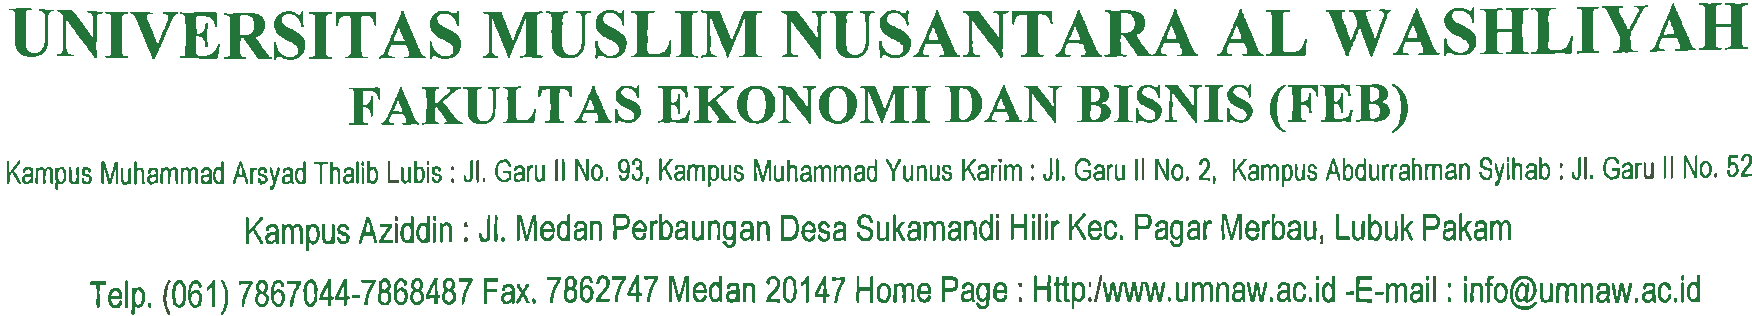 UNIVERSITAS MUSLIM NUSANTARA AL WASHLIYAH
FAKULTAS EKONOMI DAN BISNIS (FEB)
Kampus Muhammad Arsyad Thalib Lubis : Jl. Garu II No. 93, Kampus Muhammad Yunus Karim : Jl. Garu II No. 2, Kampus Abdurrahman Syihab : Jl. Garu II No. 52
Kampus Aziddin : Jl. Medan Perbaungan Desa Sukamandi Hilir Kec. Pagar Merbau, Lubuk Pakam
Telp. (061) 7867044-7868487 Fax. 7862747 Medan 20147 Home Page : Http:/www.umnaw.ac.id -E-mail : info@umnaw.ac.id